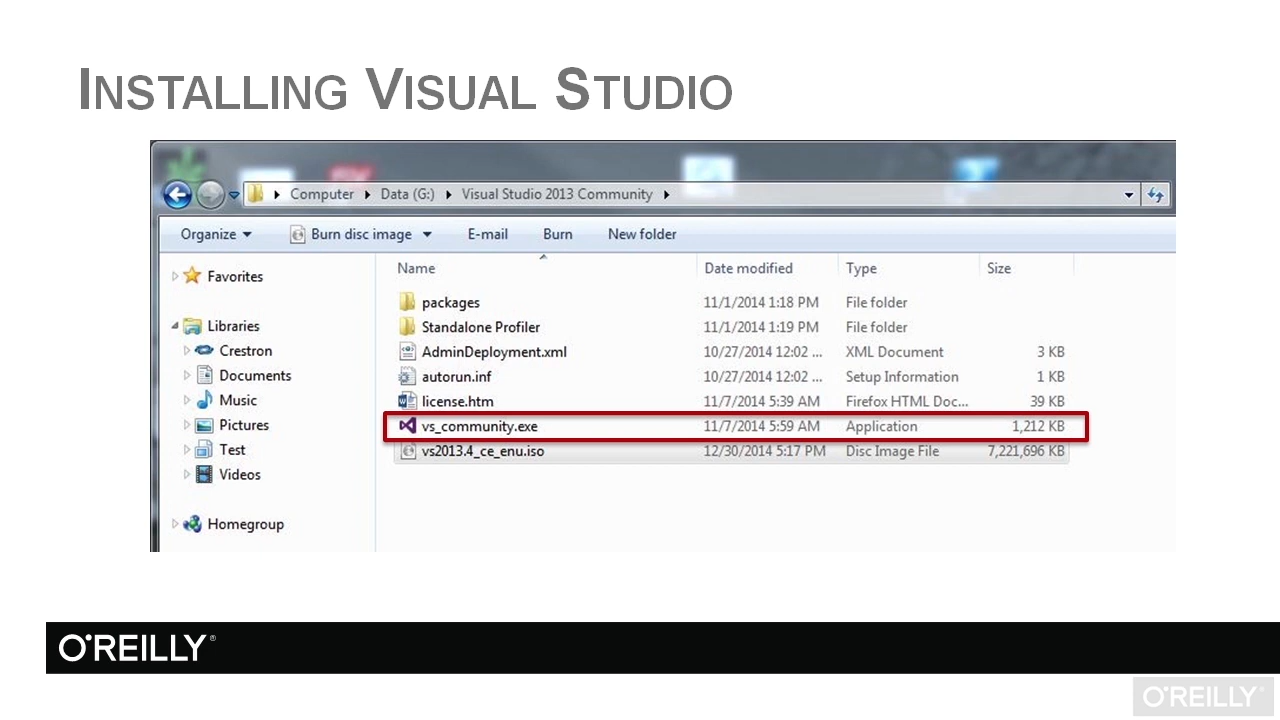 INSTALLING VISUAL STUDIO
Computer Data (G:) Visual Studio 2013 Community
Organize Burn disc image E-mail Burn New folder
Name Date modified Type Size
Favorites
Libraries
Crestron
Documents
Music
Pictures
Test
Videos
Homegroup
packages 11/1/2014 1:18 PM File folder
Standalone Profiler 11/1/2014 1:19 PM File folder
AdminDeployment.xml 10/27/2014 12:02 ... XML Document 3 KB
autorun.inf 10/27/2014 12:02 ... Setup Information 1 KB
license.htm 11/7/2014 5:39 AM Firefox HTML Doc... 39 KB
vs_community.exe 11/7/2014 5:59 AM Application 1,212 KB
vs2013.4_ce_enu.iso 12/30/2014 5:17 PM Disc Image File 7,221,696 KB
O'REILLY®
O'REILLY®